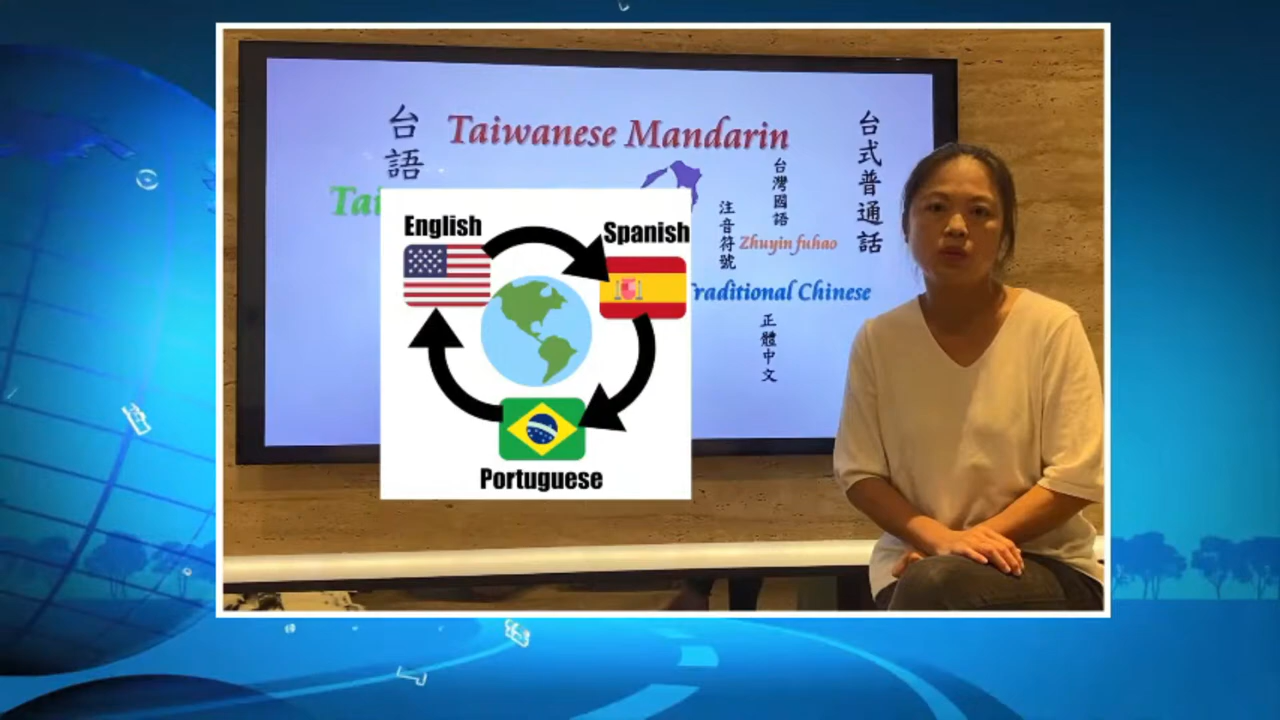 台語
Taiwanese Mandarin
台式普通話
台灣國語
Tai
注音符號
Zhuyin fuhao
Traditional Chinese
正體中文
English
Spanish
Portuguese